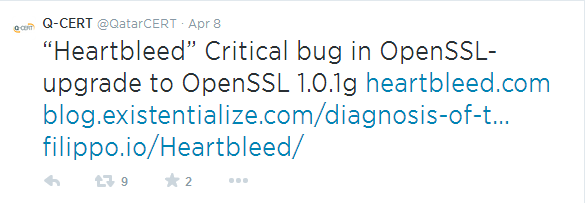 Q-CERT @QatarCERT · Apr 8
“Heartbleed” Critical bug in OpenSSL-
upgrade to OpenSSL 1.0.1g heartbleed.com
blog.existentialize.com/diagnosis-of-t...
filippo.io/Heartbleed/
9 2